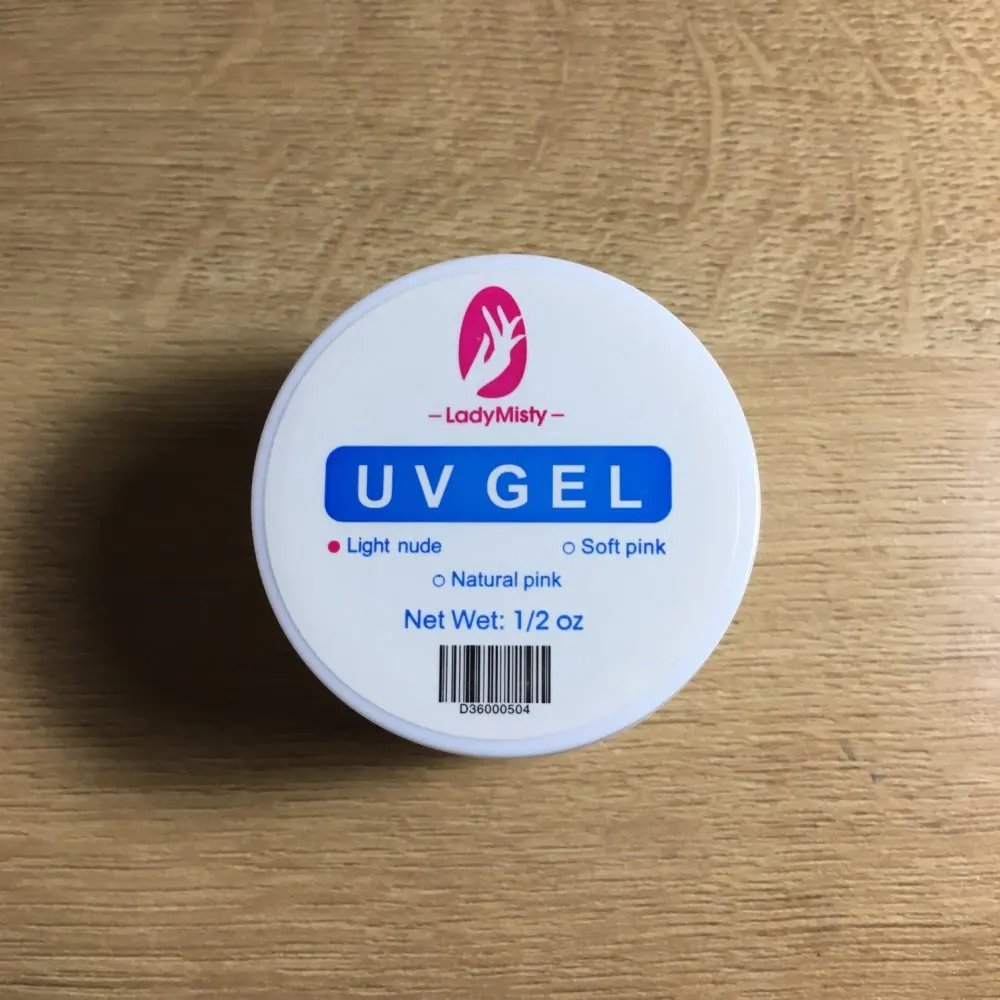 LadyMisty
UV GEL
Light nude Soft pink
Natural pink
Net Wet: 1/2 oz
D36000504